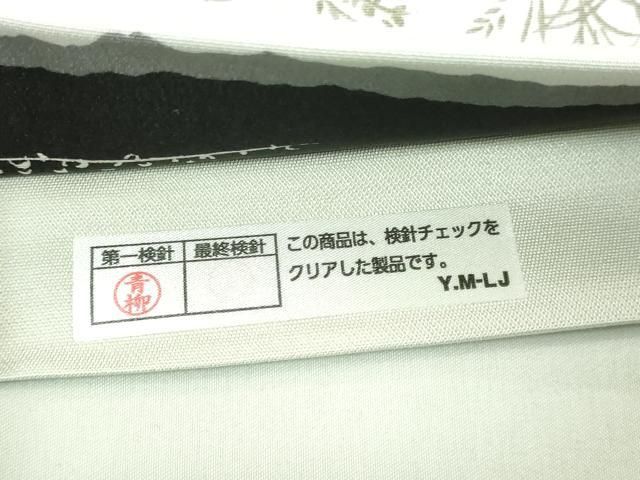 第一検針 最終検針
青柳
この商品は、検針チェックを
クリアした製品です。
Y.M-LJ